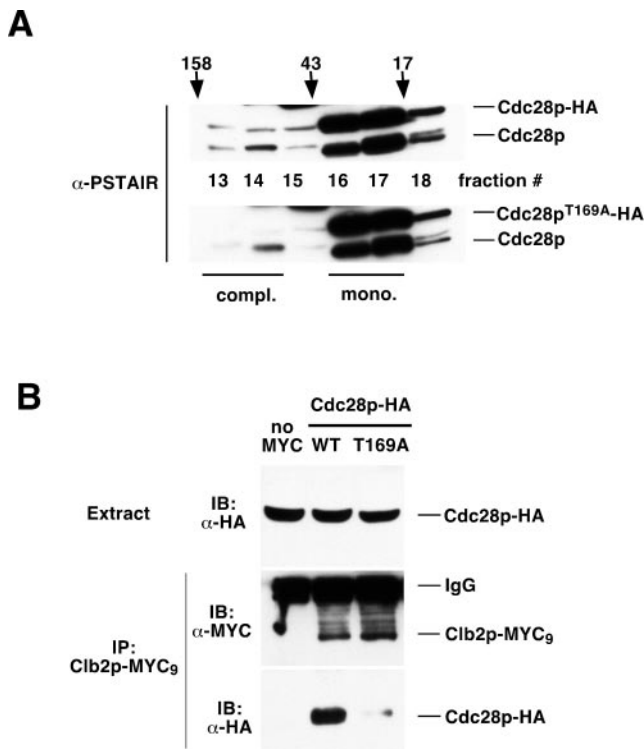 A
158 43 17
Cdc28p-HA
Cdc28p
α-PSTAIR
13 14 15 16 17 18 fraction #
Cdc28pT169A-HA
Cdc28p
compl. mono.
B
Cdc28p-HA
no MYC WT T169A
Extract
IB: α-HA
Cdc28p-HA
IgG
IB: α-MYC
Clb2p-MYC9
IP: Clb2p-MYC9
IB: α-HA
Cdc28p-HA